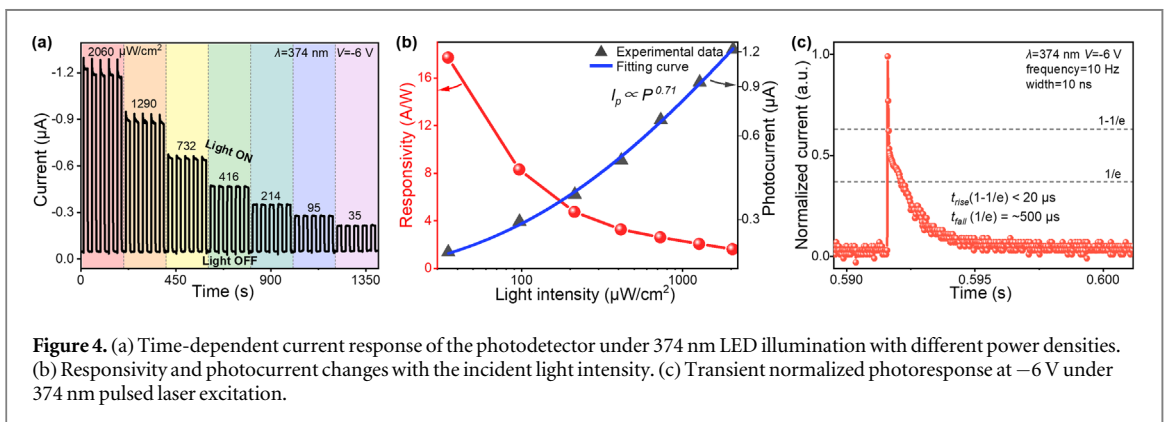 (a)
2060 μW/cm²
λ=374 nm V=-6 V
1290
732
416
214
95
35
Light ON
Light OFF
-1.2
-0.9
-0.6
-0.3
0.0
Current (μA)
0
450
900
1350
Time (s)
(b)
Experimental data
Fitting curve
Iₚ ∝ P^0.71
16
12
8
4
0
Responsivity (A/W)
1.2
0.9
0.6
0.3
Photocurrent (μA)
100
1000
Light intensity (μW/cm²)
(c)
λ=374 nm V=-6 V
frequency=10 Hz
width=10 ns
1-1/e
1/e
t_rise(1-1/e) < 20 μs
t_fall (1/e) = ~500 μs
1.0
0.5
0.0
Normalized current (a.u.)
0.590
0.595
0.600
Time (s)
Figure 4. (a) Time-dependent current response of the photodetector under 374 nm LED illumination with different power densities.
(b) Responsivity and photocurrent changes with the incident light intensity. (c) Transient normalized photoresponse at −6 V under
374 nm pulsed laser excitation.